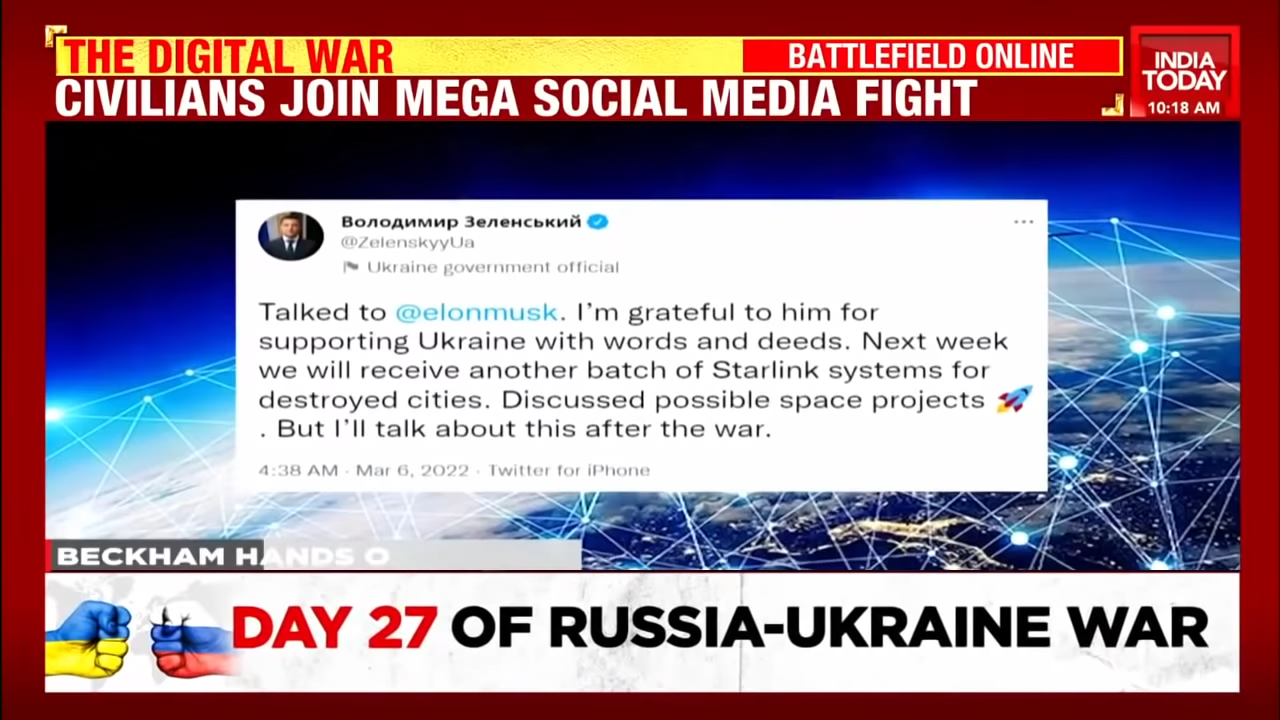 THE DIGITAL WAR
BATTLEFIELD ONLINE
CIVILIANS JOIN MEGA SOCIAL MEDIA FIGHT
INDIA
TODAY
10:18 AM
Володимир Зеленський
@ZelenskyyUa
Ukraine government official
Talked to @elonmusk. I'm grateful to him for
supporting Ukraine with words and deeds. Next week
we will receive another batch of Starlink systems for
destroyed cities. Discussed possible space projects 🚀
. But I'll talk about this after the war.
4:38 AM · Mar 6, 2022 · Twitter for iPhone
BECKHAM HANDS O
DAY 27 OF RUSSIA-UKRAINE WAR